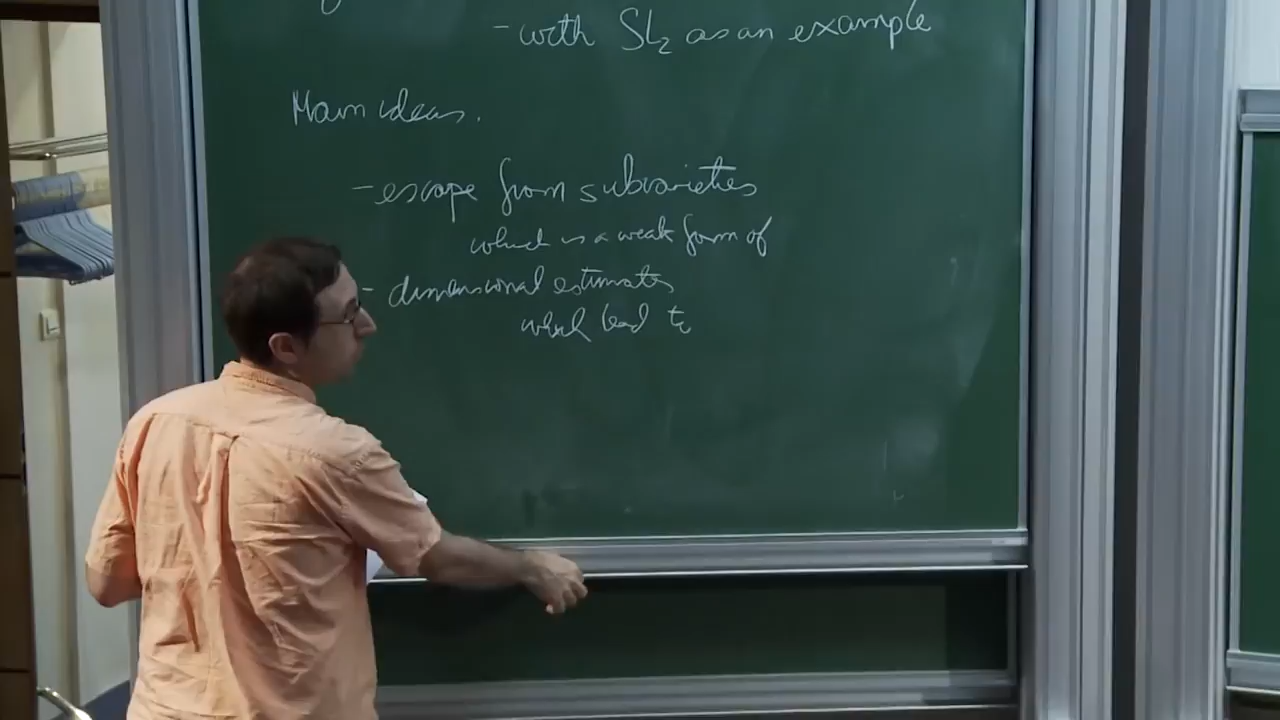 - with SL₂ as an example
Main ideas.
- escape from subvarieties
which is a weak form of
- dimensional estimates
which lead to